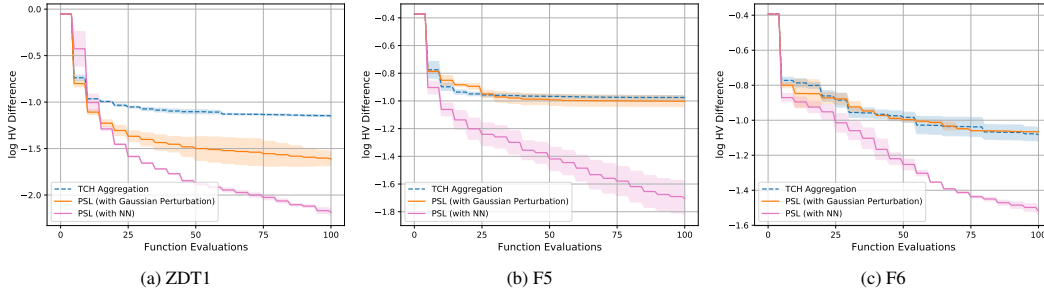 log HV Difference
0.0
−0.5
−1.0
−1.5
−2.0
TCH Aggregation
PSL (with Gaussian Perturbation)
PSL (with NN)
0 25 50 75 100
Function Evaluations
(a) ZDT1
log HV Difference
−0.4
−0.6
−0.8
−1.0
−1.2
−1.4
−1.6
−1.8
TCH Aggregation
PSL (with Gaussian Perturbation)
PSL (with NN)
0 25 50 75 100
Function Evaluations
(b) F5
log HV Difference
−0.4
−0.6
−0.8
−1.0
−1.2
−1.4
−1.6
TCH Aggregation
PSL (with Gaussian Perturbation)
PSL (with NN)
0 25 50 75 100
Function Evaluations
(c) F6